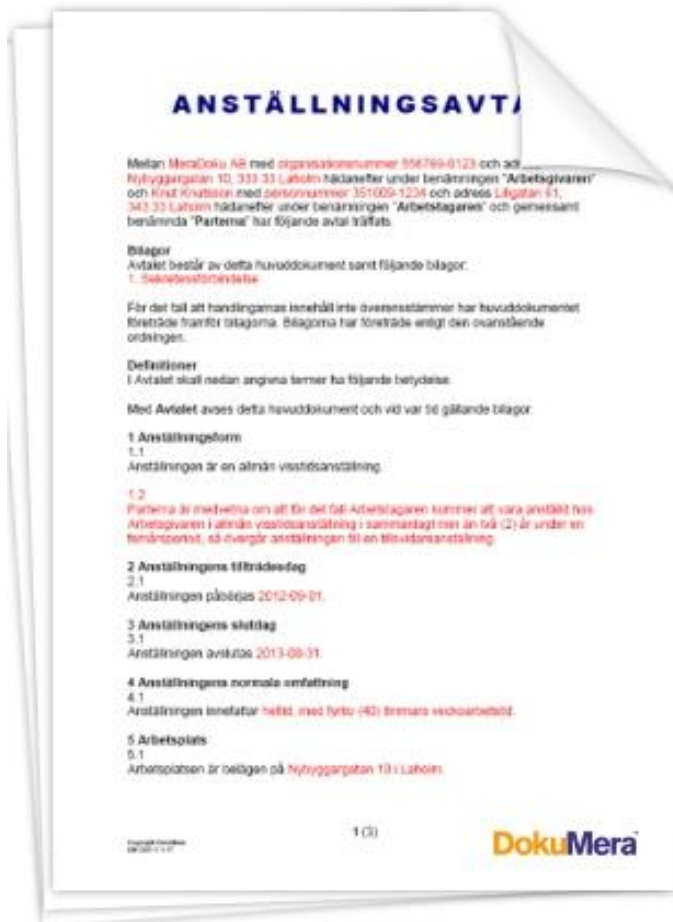 ANSTÄLLNINGSAVTA
Mellan MeraDoku AB med organisationsnummer 556789-0123 och
Nybyggargatan 10, 333 33 Laholm hädanefter under benämningen "Arbetsgivaren"
och Knut Knutsson med personnummer 351009-1234 och adress Lillgatan 61,
343 33 Laholm hädanefter under benämningen "Arbetstagaren" och gemensamt
benämnda "Parterna" har följande avtal träffats.
Bilagor
Avtalet består av detta huvuddokument samt följande bilagor:
1. Sekretessförbindelse
För det fall att handlingarnas innehåll inte överensstämmer har huvuddokumentet
företräde framför bilagorna. Bilagorna har företräde enligt den ovanstående
ordningen.
Definitioner
I Avtalet skall nedan angivna termer ha följande betydelse:
Med Avtalet avses detta huvuddokument och vid var tid gällande bilagor.
1 Anställningsform
1.1
Anställningen är en allmän visstidsanställning.
1.2
Parterna är medvetna om att för det fall Arbetstagaren kommer att vara anställd hos
Arbetsgivaren i allmän visstidsanställning i sammanlagt mer än två (2) år under en
femårsperiod, så övergår anställningen till en tillsvidareanställning.
2 Anställningens tillträdesdag
2.1
Anställningen påbörjas 2012-09-01.
3 Anställningens slutdag
3.1
Anställningen avslutas 2013-08-31.
4 Anställningens normala omfattning
4.1
Anställningen innefattar heltid, med fyrtio (40) timmars veckoarbetstid.
5 Arbetsplats
5.1
Arbetsplatsen är belägen på Nybyggargatan 10 i Laholm.
1 (3)
DokuMera